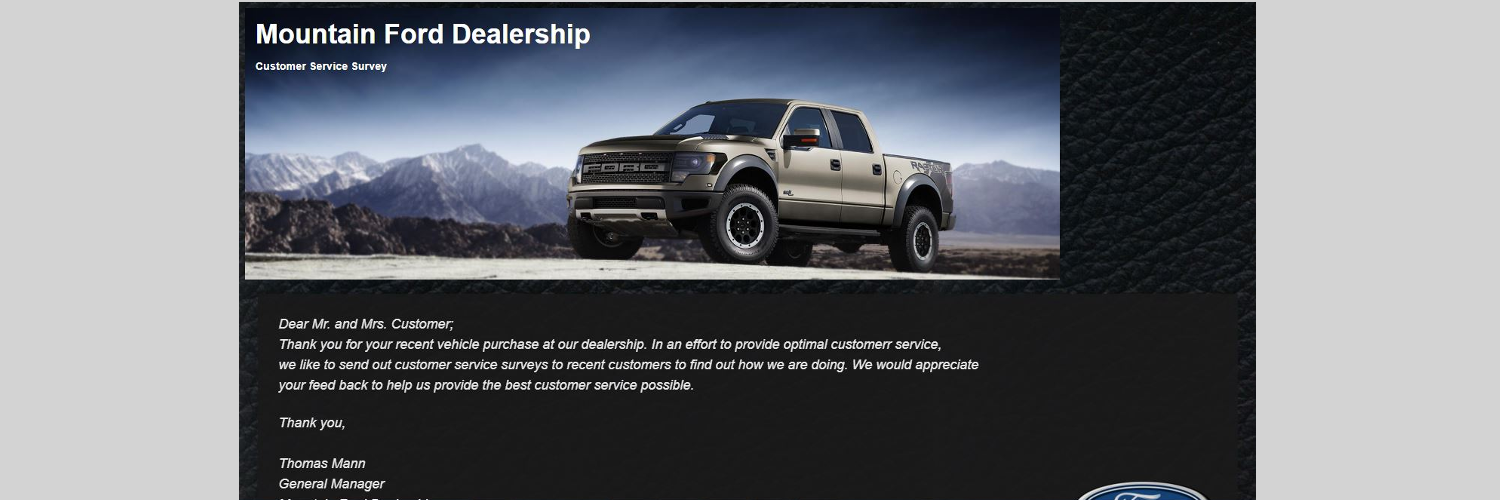 Mountain Ford Dealership
Customer Service Survey
FORD
Dear Mr. and Mrs. Customer;
Thank you for your recent vehicle purchase at our dealership. In an effort to provide optimal customerr service,
we like to send out customer service surveys to recent customers to find out how we are doing. We would appreciate
your feed back to help us provide the best customer service possible.
Thank you,
Thomas Mann
General Manager